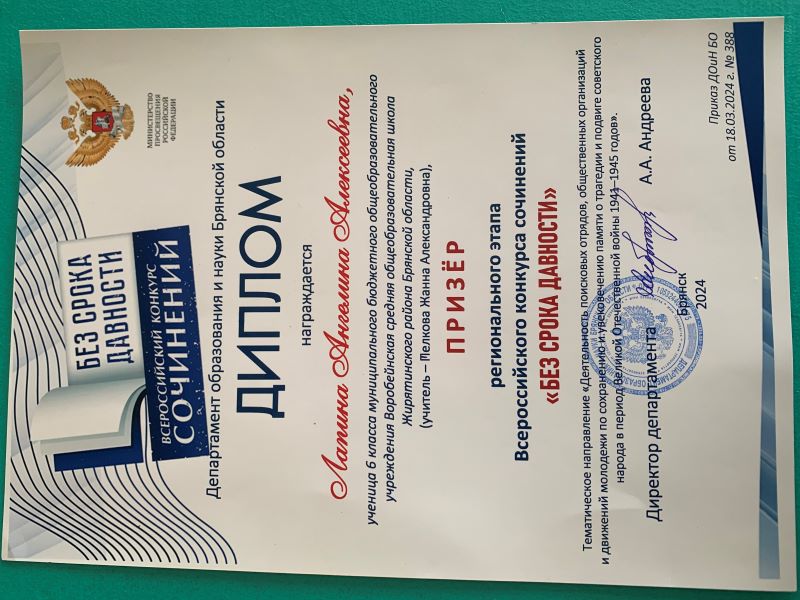 МИНИСТЕРСТВО
ПРОСВЕЩЕНИЯ
РОССИЙСКОЙ
ФЕДЕРАЦИИ
БЕЗ СРОКА
ДАВНОСТИ
ВСЕРОССИЙСКИЙ КОНКУРС
СОЧИНЕНИЙ
Департамент образования и науки Брянской области
ДИПЛОМ
награждается
Лапина Ангелина Алексеевна,
ученица 6 класса муниципального бюджетного общеобразовательного
учреждения Воробейнская средняя общеобразовательная школа
Жирятинского района Брянской области,
(учитель – Пелкова Жанна Александровна),
ПРИЗЁР
регионального этапа
Всероссийского конкурса сочинений
«БЕЗ СРОКА ДАВНОСТИ»
Тематическое направление «Деятельность поисковых отрядов, общественных организаций
и движений молодежи по сохранению и увековечению памяти о трагедии и подвиге советского
народа в период Великой Отечественной войны 1941–1945 годов».
Директор департамента А.А. Андреева
Брянск
2024
Приказ ДОиН БО
от 18.03.2024 г. № 388